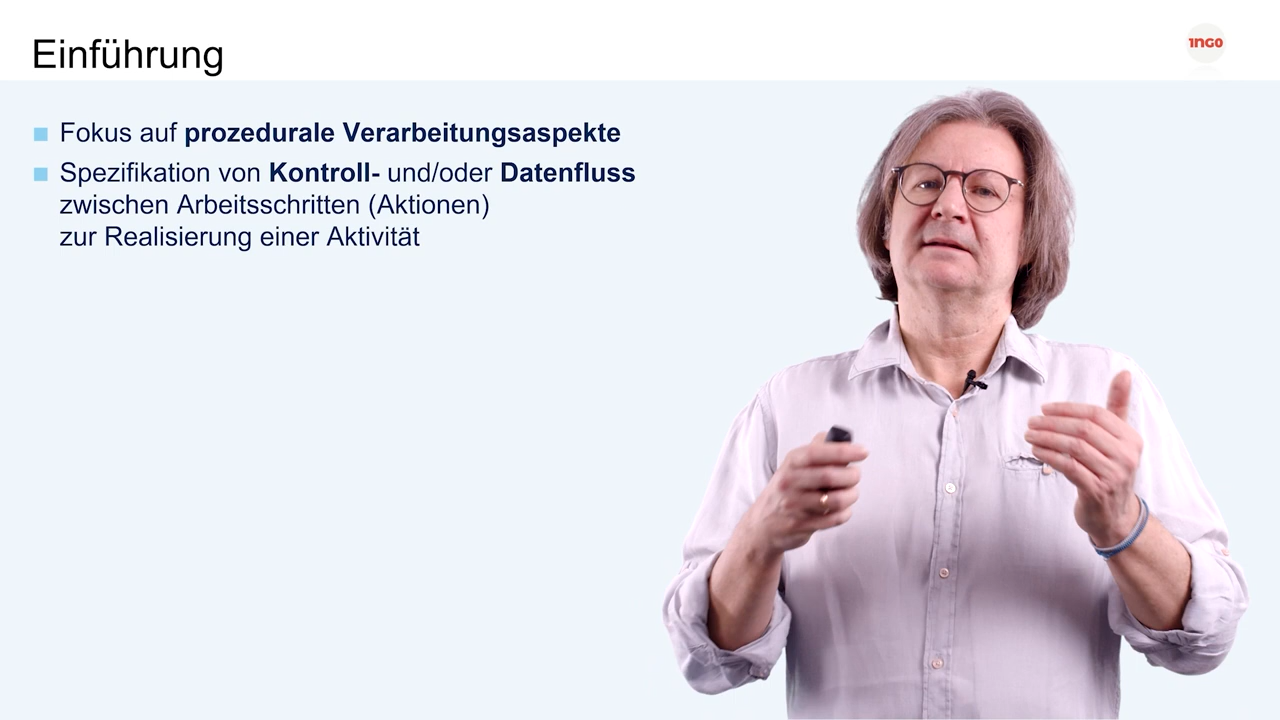 Einführung
1NGO
Fokus auf prozedurale Verarbeitungsaspekte
Spezifikation von Kontroll- und/oder Datenfluss
zwischen Arbeitsschritten (Aktionen)
zur Realisierung einer Aktivität